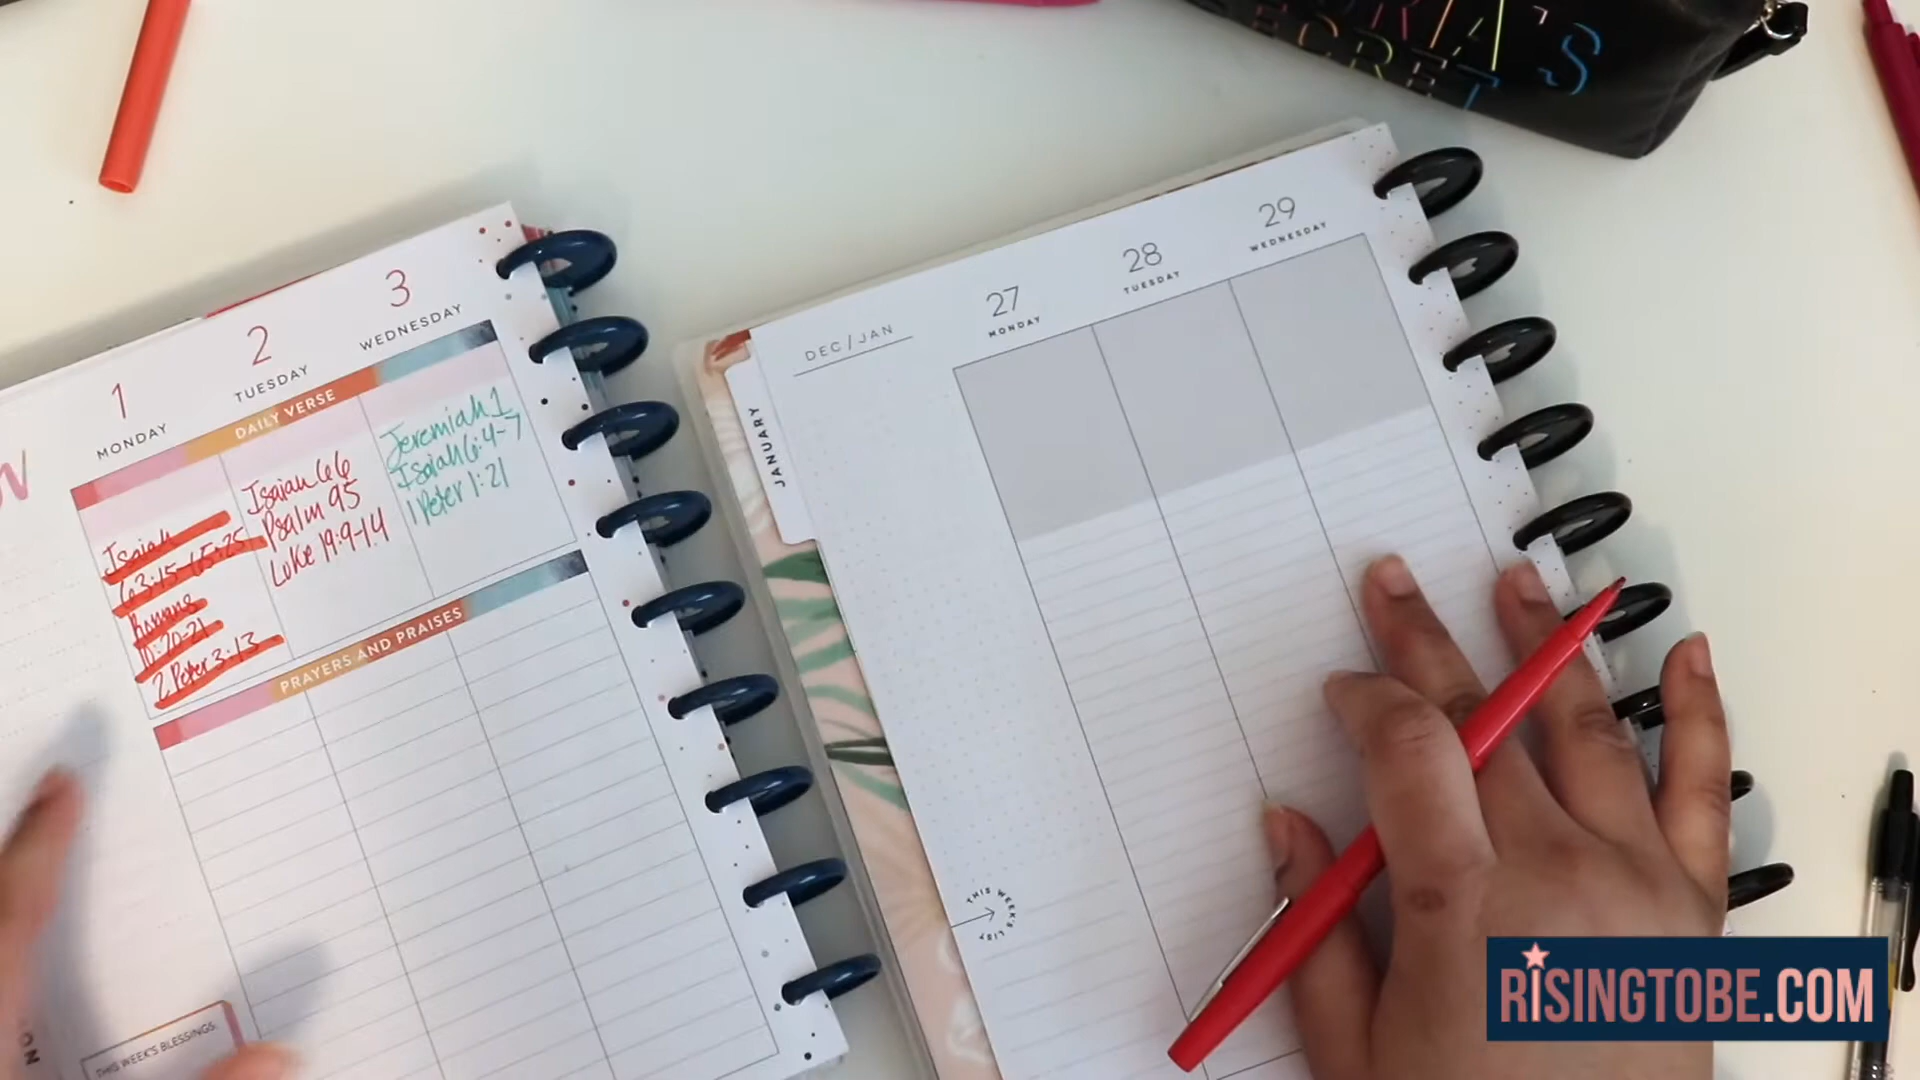 RIA'S
SECRET
1
MONDAY
2
TUESDAY
3
WEDNESDAY
DAILY VERSE
Isaiah
63:15-65:25
Romans
10:20-21
2 Peter 3:13
Isaiah 66
Psalm 95
Luke 19:9-14
Jeremiah 1
Isaiah 6:4-7
1 Peter 1:21
PRAYERS AND PRAISES
THIS WEEK'S BLESSINGS:
DEC/JAN
JANUARY
27
MONDAY
28
TUESDAY
29
WEDNESDAY
THIS WEEK'S LIST
RISINGTOBE.COM